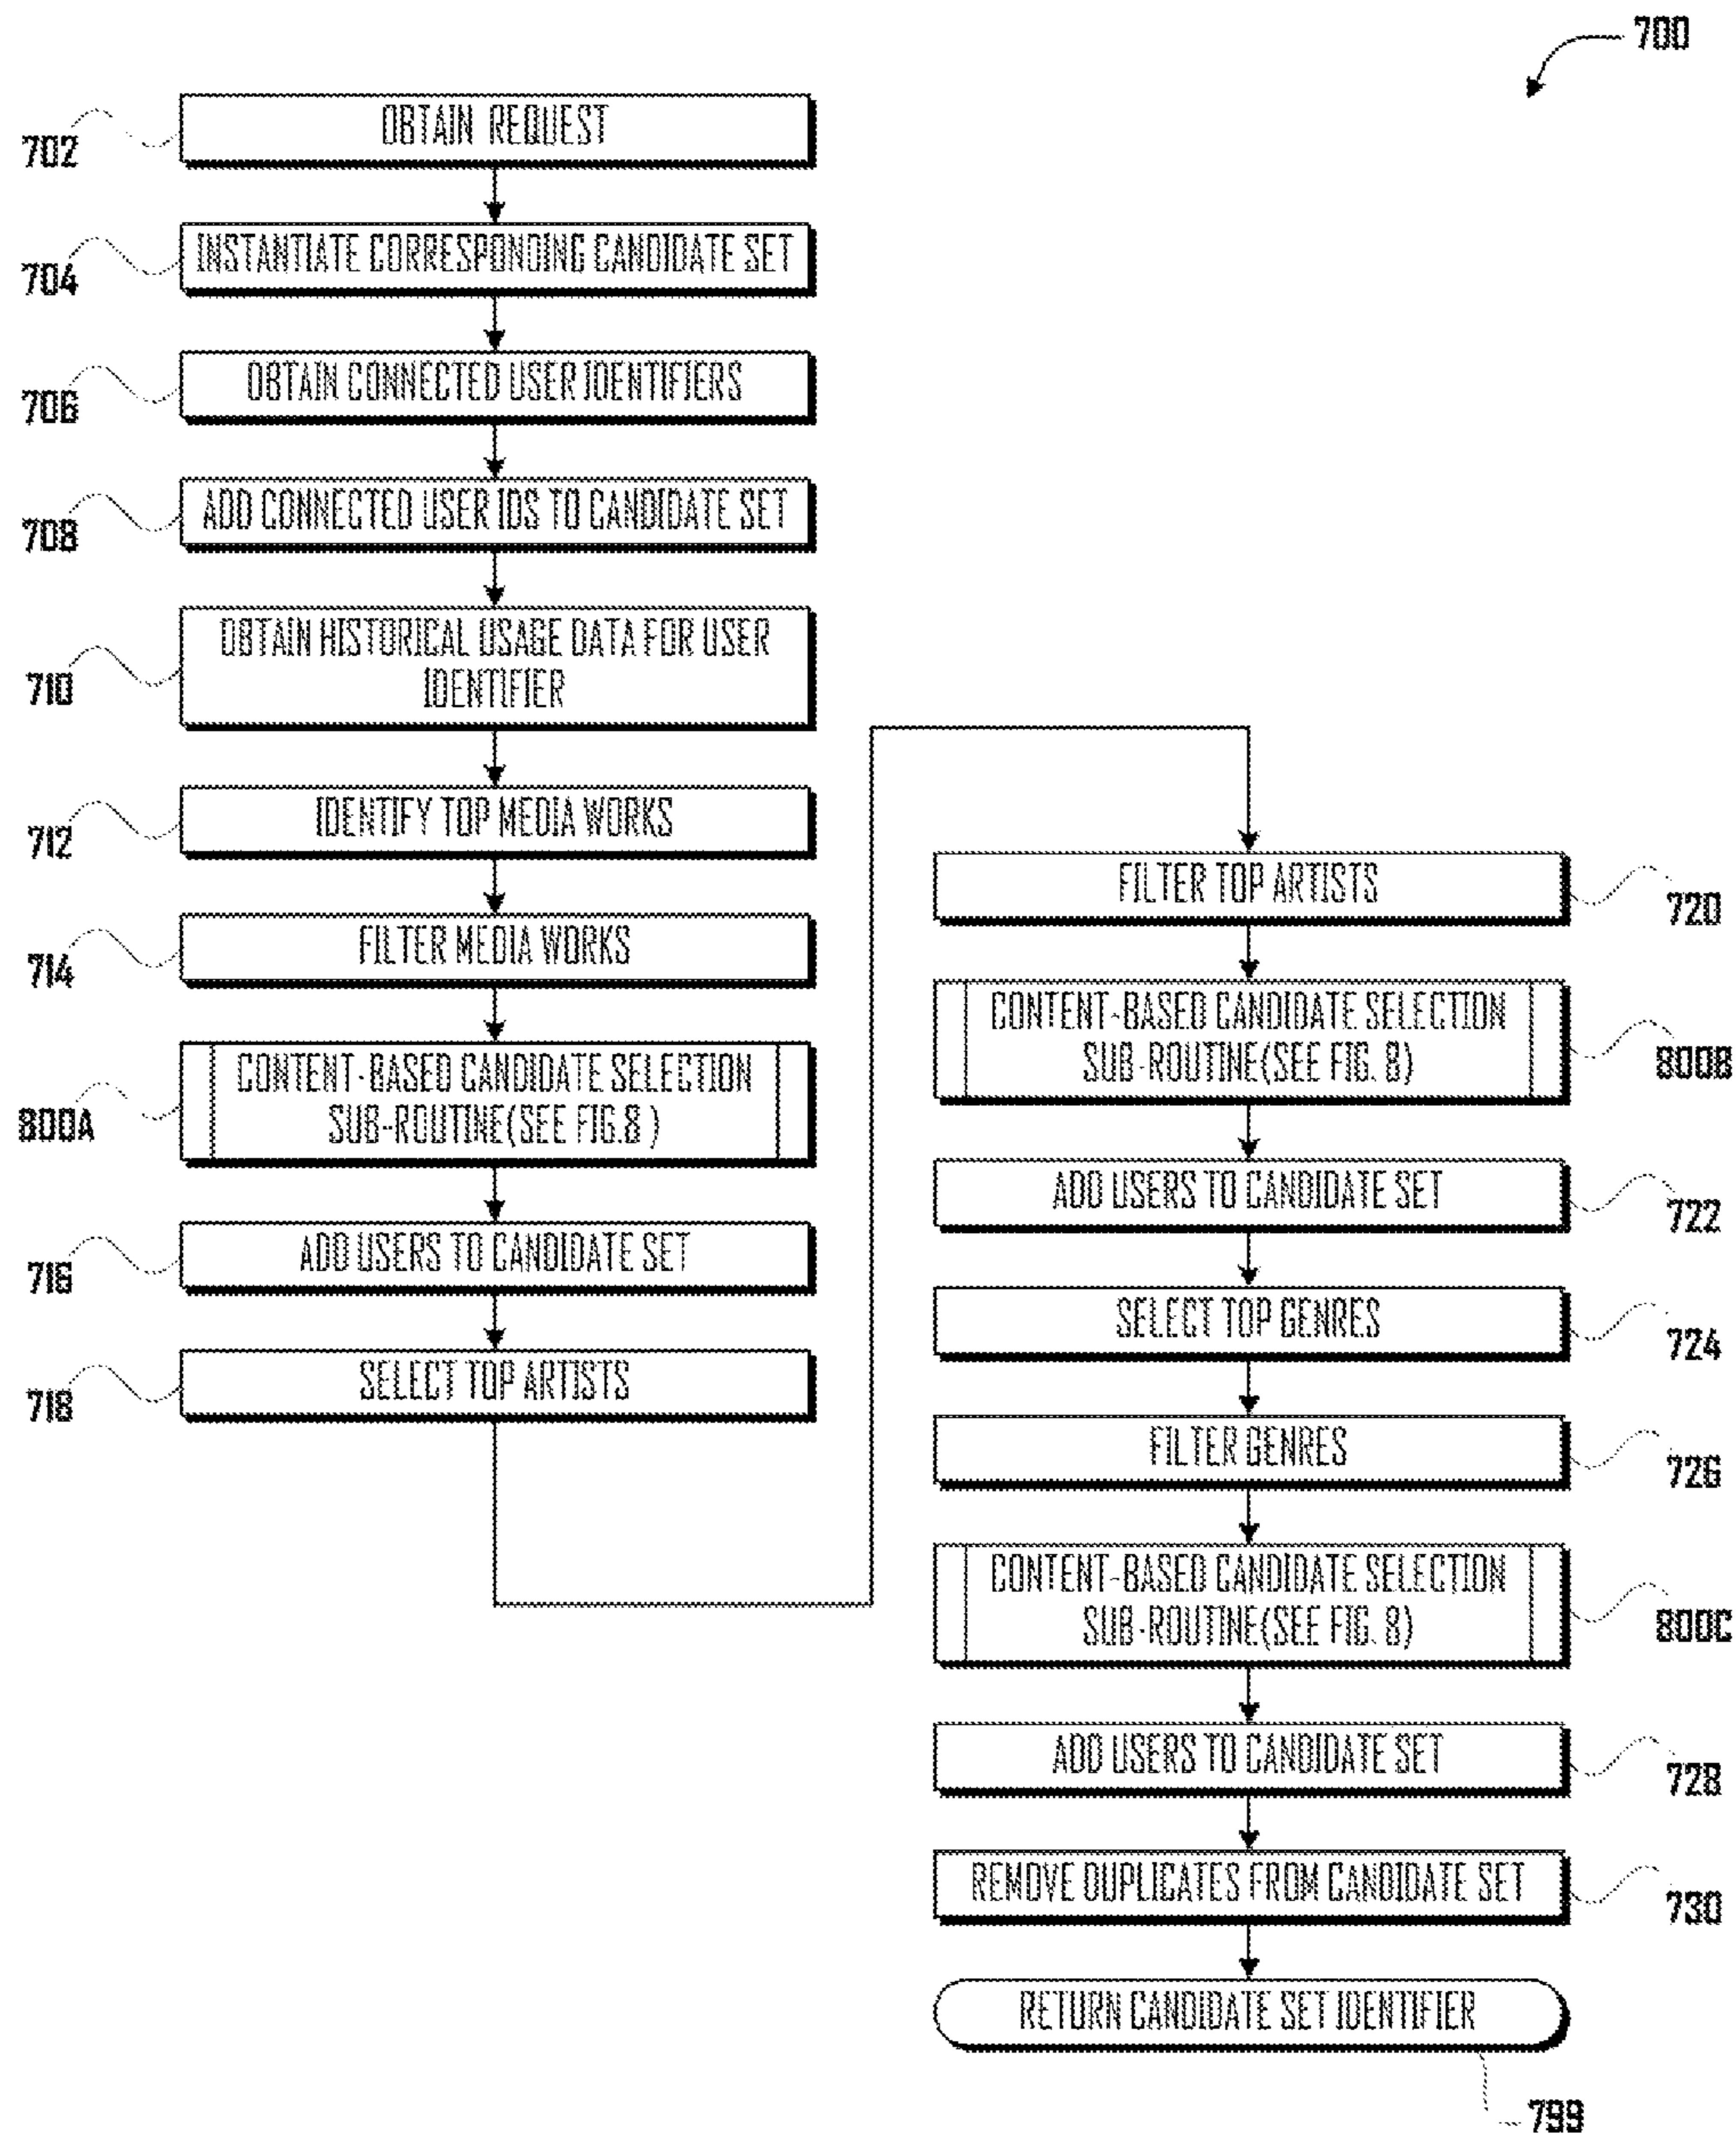 700
702
OBTAIN REQUEST
704
INSTANTIATE CORRESPONDING CANDIDATE SET
706
OBTAIN CONNECTED USER IDENTIFIERS
708
ADD CONNECTED USER IDS TO CANDIDATE SET
710
OBTAIN HISTORICAL USAGE DATA FOR USER
IDENTIFIER
712
IDENTIFY TOP MEDIA WORKS
714
FILTER MEDIA WORKS
800A
CONTENT-BASED CANDIDATE SELECTION
SUB-ROUTINE(SEE FIG.8 )
716
ADD USERS TO CANDIDATE SET
718
SELECT TOP ARTISTS
FILTER TOP ARTISTS
720
CONTENT-BASED CANDIDATE SELECTION
SUB-ROUTINE(SEE FIG. 8)
800B
ADD USERS TO CANDIDATE SET
722
SELECT TOP GENRES
724
FILTER GENRES
726
CONTENT-BASED CANDIDATE SELECTION
SUB-ROUTINE(SEE FIG. 8)
800C
ADD USERS TO CANDIDATE SET
728
REMOVE DUPLICATES FROM CANDIDATE SET
730
RETURN CANDIDATE SET IDENTIFIER
799